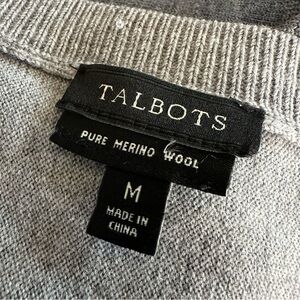 TALBOTS
PURE MERINO WOOL
M
MADE IN
CHINA